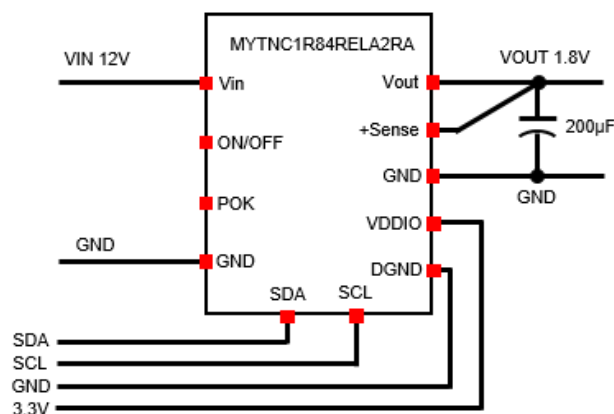 MYTNC1R84RELA2RA
VIN 12V
VOUT 1.8V
Vin
Vout
ON/OFF
+Sense
200µF
POK
GND
GND
VDDIO
GND
GND
DGND
SDA
SCL
SDA
SCL
GND
3.3V